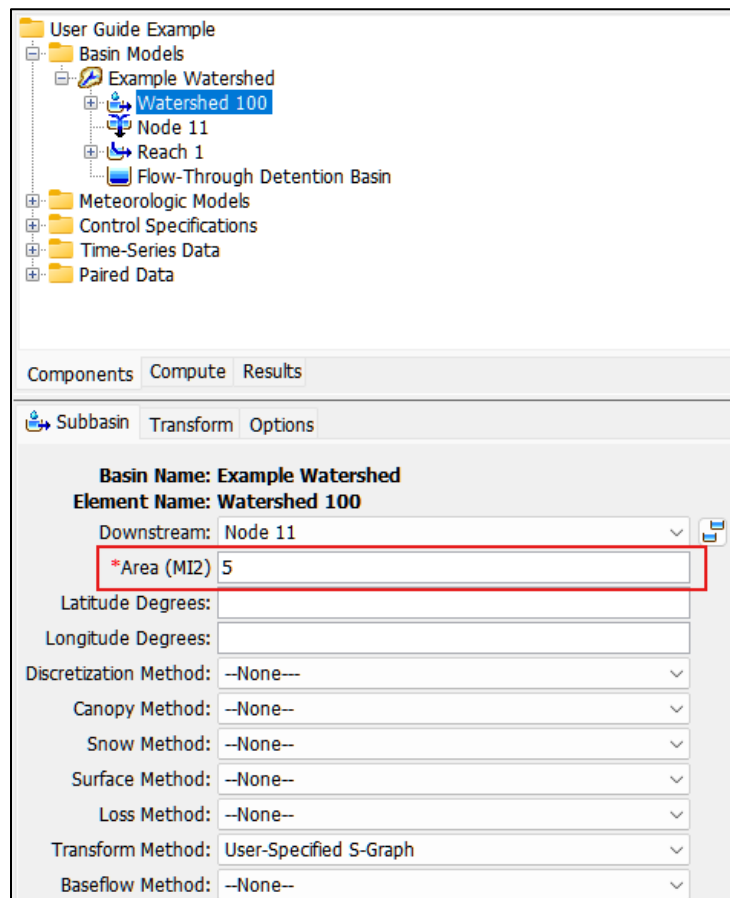 User Guide Example
Basin Models
Example Watershed
Watershed 100
Node 11
Reach 1
Flow-Through Detention Basin
Meteorologic Models
Control Specifications
Time-Series Data
Paired Data
Components Compute Results
Subbasin Transform Options
Basin Name: Example Watershed
Element Name: Watershed 100
Downstream: Node 11
*Area (MI2) 5
Latitude Degrees:
Longitude Degrees:
Discretization Method: --None---
Canopy Method: --None--
Snow Method: --None--
Surface Method: --None--
Loss Method: --None--
Transform Method: User-Specified S-Graph
Baseflow Method: --None--